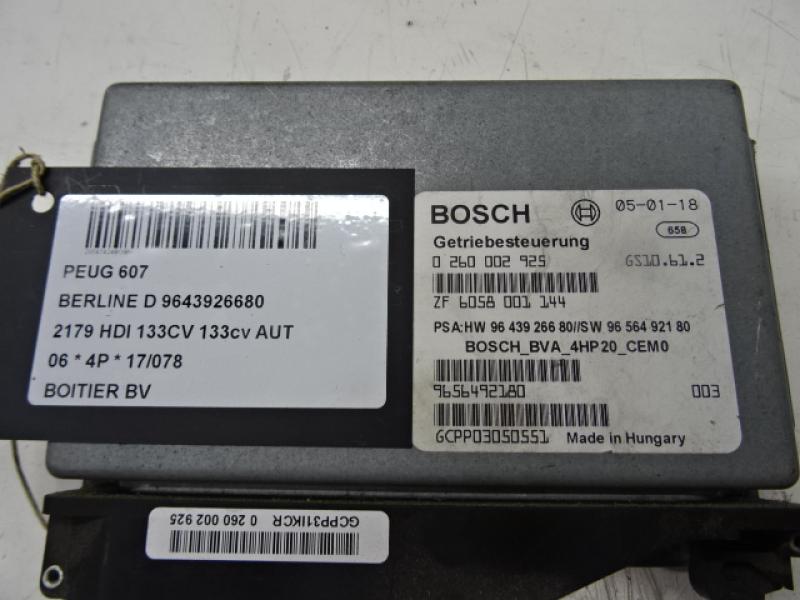 PEUG 607
BERLINE D 9643926680
2179 HDI 133CV 133cv AUT
06 * 4P * 17/078
BOITIER BV
BOSCH
05-01-18
658
Getriebesteuerung
0 260 002 925
GS10.61.2
ZF 6058 001 144
PSA:HW 96 439 266 80//SW 96 564 921 80
BOSCH_BVA_4HP20_CEM0
9656492180
003
GCPP03050551
Made in Hungary
GCPP31IKCR 0 260 002 925